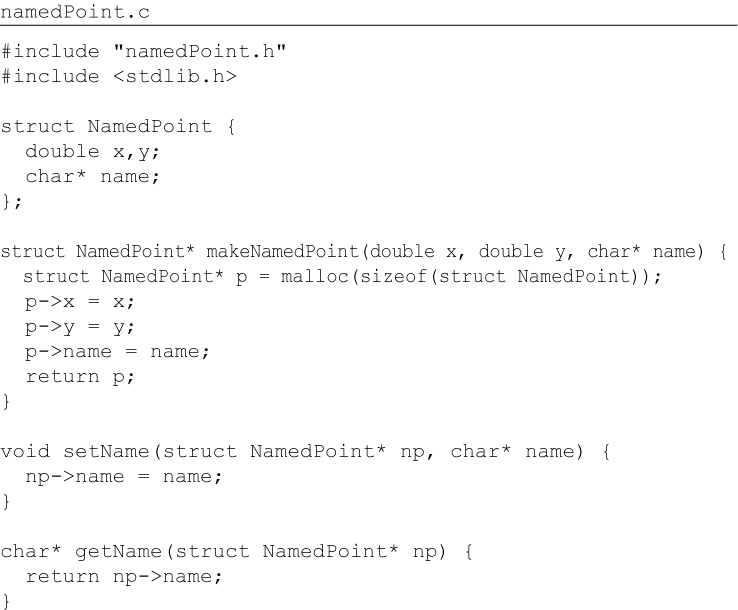 namedPoint.c
#include "namedPoint.h"
#include <stdlib.h>
struct NamedPoint {
  double x,y;
  char* name;
};
struct NamedPoint* makeNamedPoint(double x, double y, char* name) {
  struct NamedPoint* p = malloc(sizeof(struct NamedPoint));
  p->x = x;
  p->y = y;
  p->name = name;
  return p;
}
void setName(struct NamedPoint* np, char* name) {
  np->name = name;
}
char* getName(struct NamedPoint* np) {
  return np->name;
}